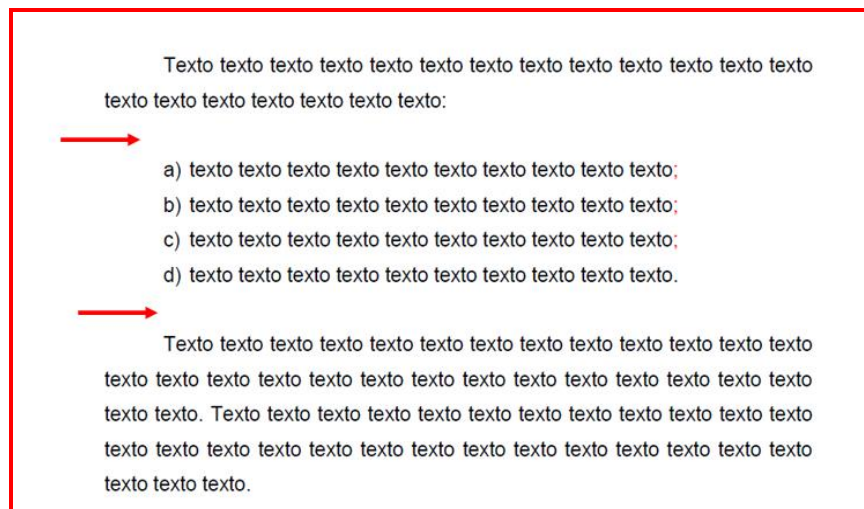 Texto texto texto texto texto texto texto texto texto texto texto texto texto
texto texto texto texto texto texto texto:
a) texto texto texto texto texto texto texto texto texto texto;
b) texto texto texto texto texto texto texto texto texto texto;
c) texto texto texto texto texto texto texto texto texto texto;
d) texto texto texto texto texto texto texto texto texto texto.
Texto texto texto texto texto texto texto texto texto texto texto texto texto
texto texto texto texto texto texto texto texto texto texto texto texto texto texto
texto texto. Texto texto texto texto texto texto texto texto texto texto texto texto
texto texto texto texto texto texto texto texto texto texto texto texto texto texto
texto texto texto.